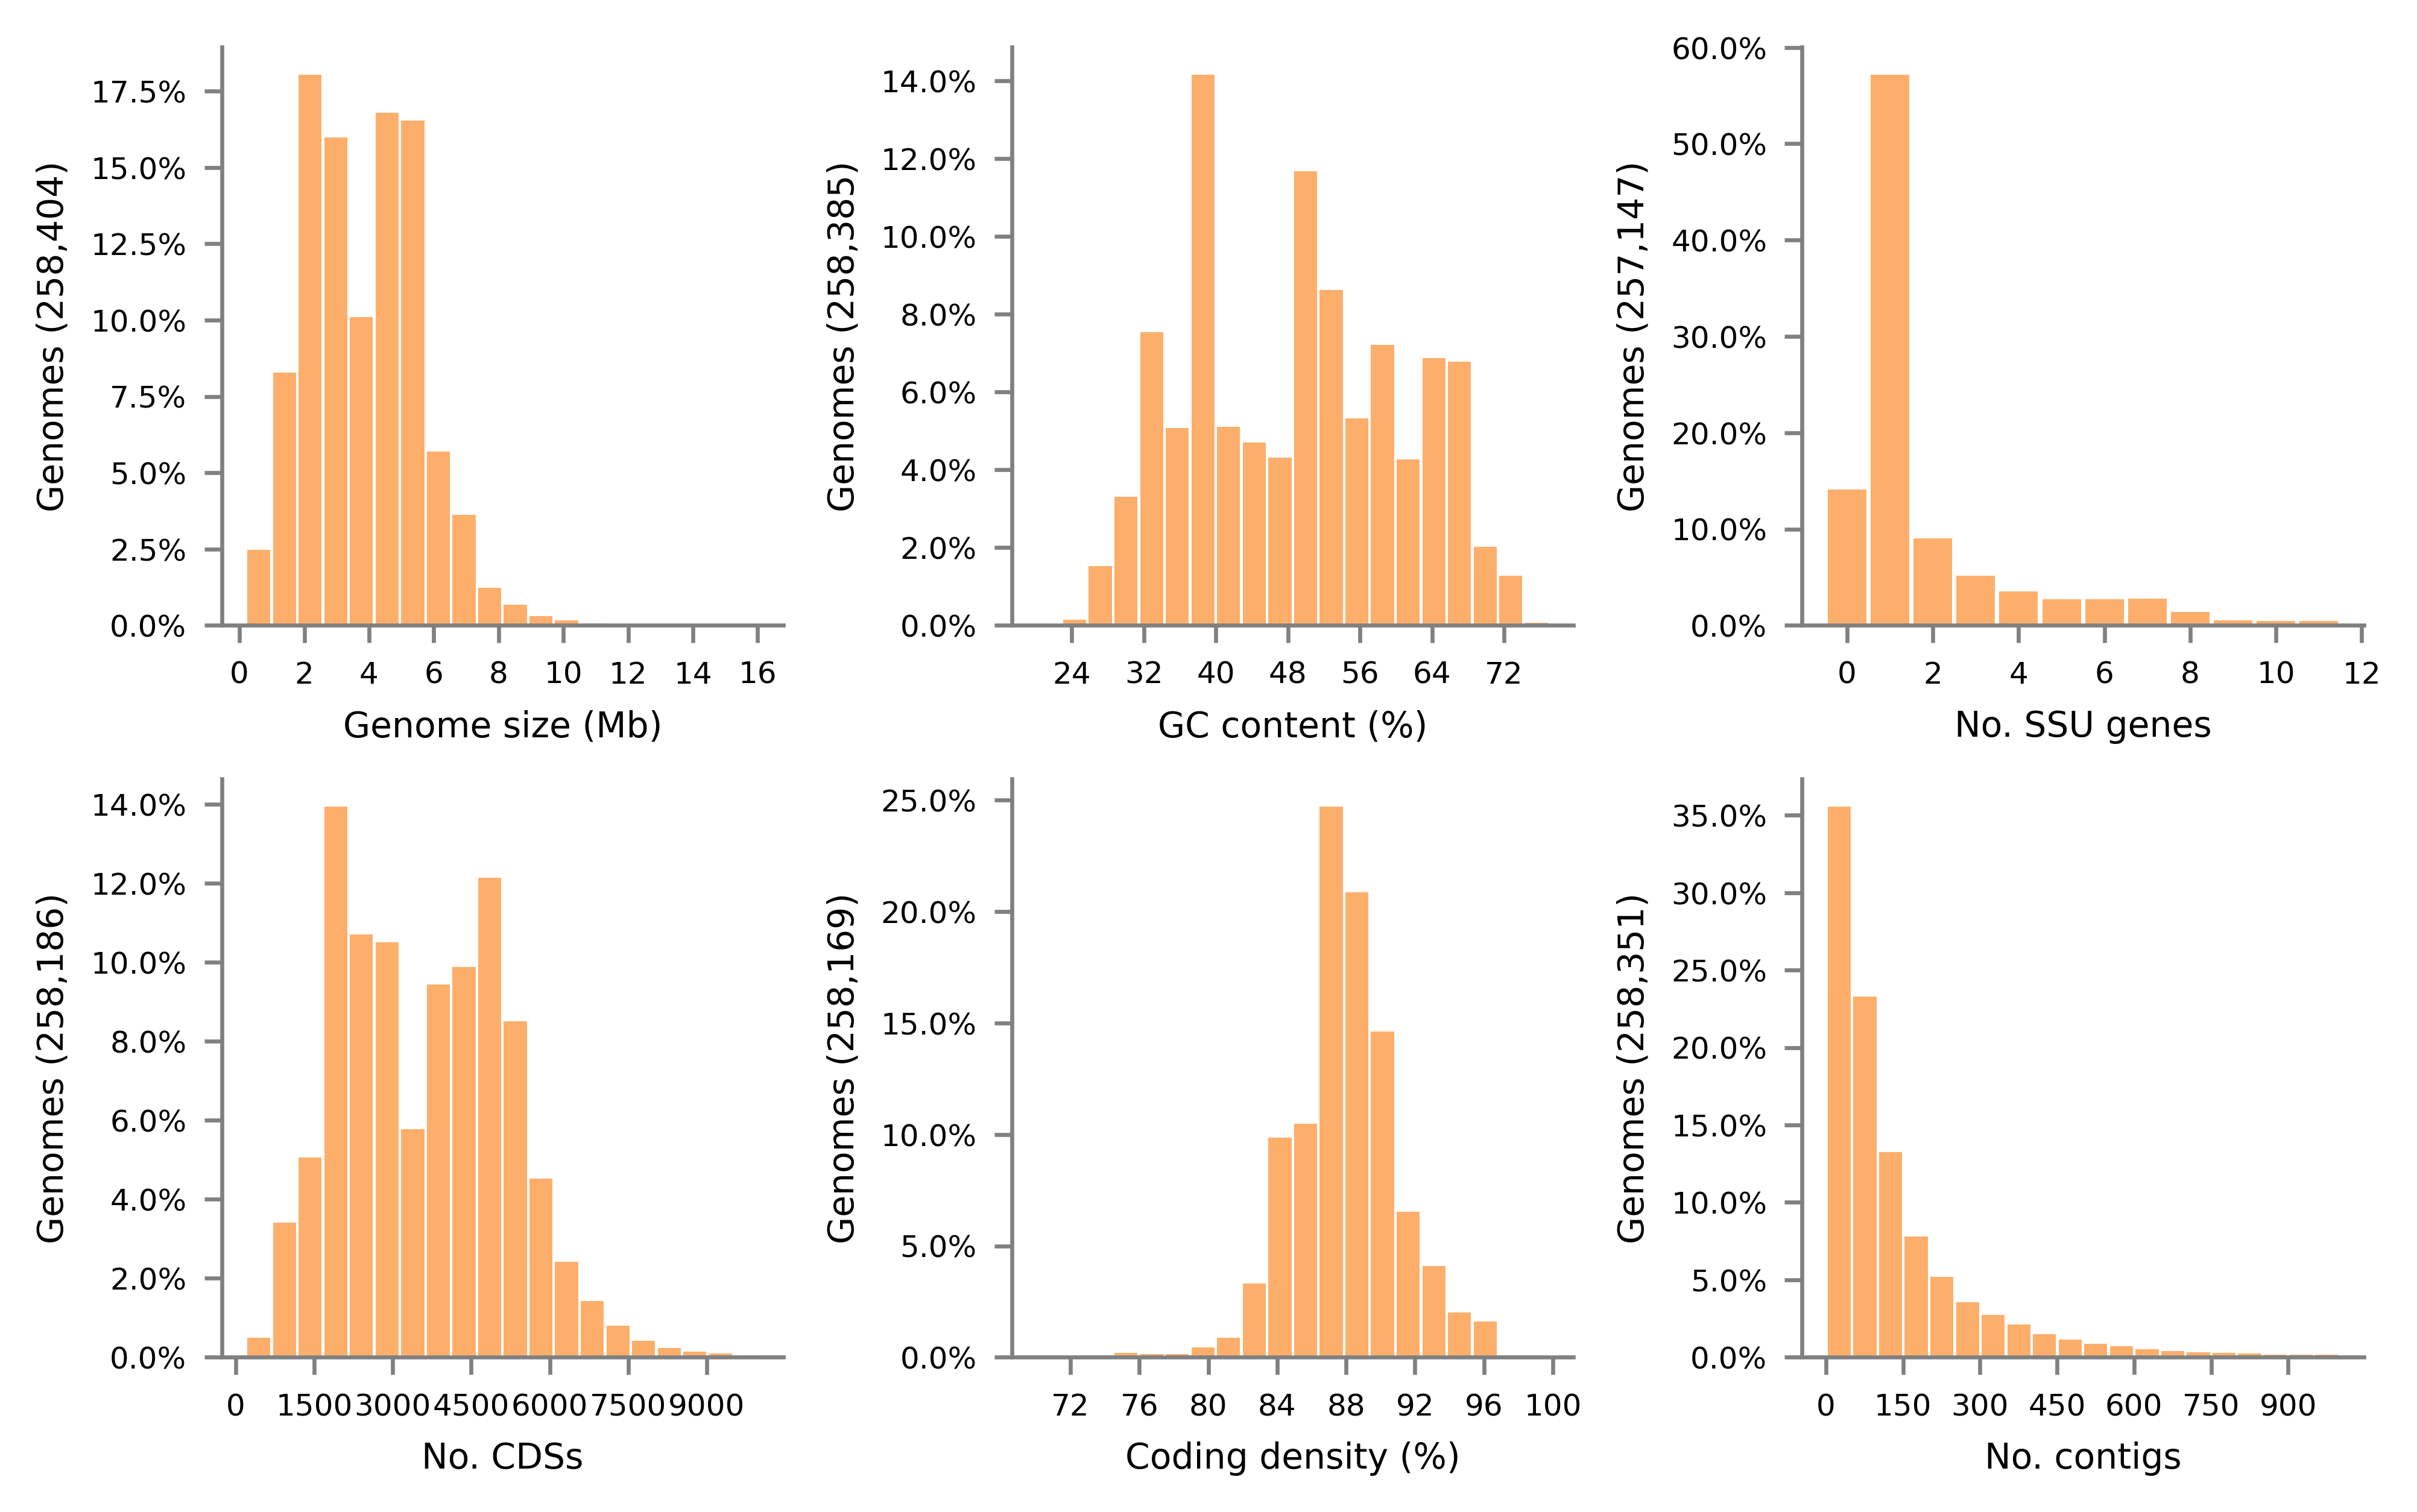 Genomes (258,404)
17.5%
15.0%
12.5%
10.0%
7.5%
5.0%
2.5%
0.0%
0 2 4 6 8 10 12 14 16
Genome size (Mb)
Genomes (258,385)
14.0%
12.0%
10.0%
8.0%
6.0%
4.0%
2.0%
0.0%
24 32 40 48 56 64 72
GC content (%)
Genomes (257,147)
60.0%
50.0%
40.0%
30.0%
20.0%
10.0%
0.0%
0 2 4 6 8 10 12
No. SSU genes
Genomes (258,186)
14.0%
12.0%
10.0%
8.0%
6.0%
4.0%
2.0%
0.0%
0 1500 3000 4500 6000 7500 9000
No. CDSs
Genomes (258,169)
25.0%
20.0%
15.0%
10.0%
5.0%
0.0%
72 76 80 84 88 92 96 100
Coding density (%)
Genomes (258,351)
35.0%
30.0%
25.0%
20.0%
15.0%
10.0%
5.0%
0.0%
0 150 300 450 600 750 900
No. contigs